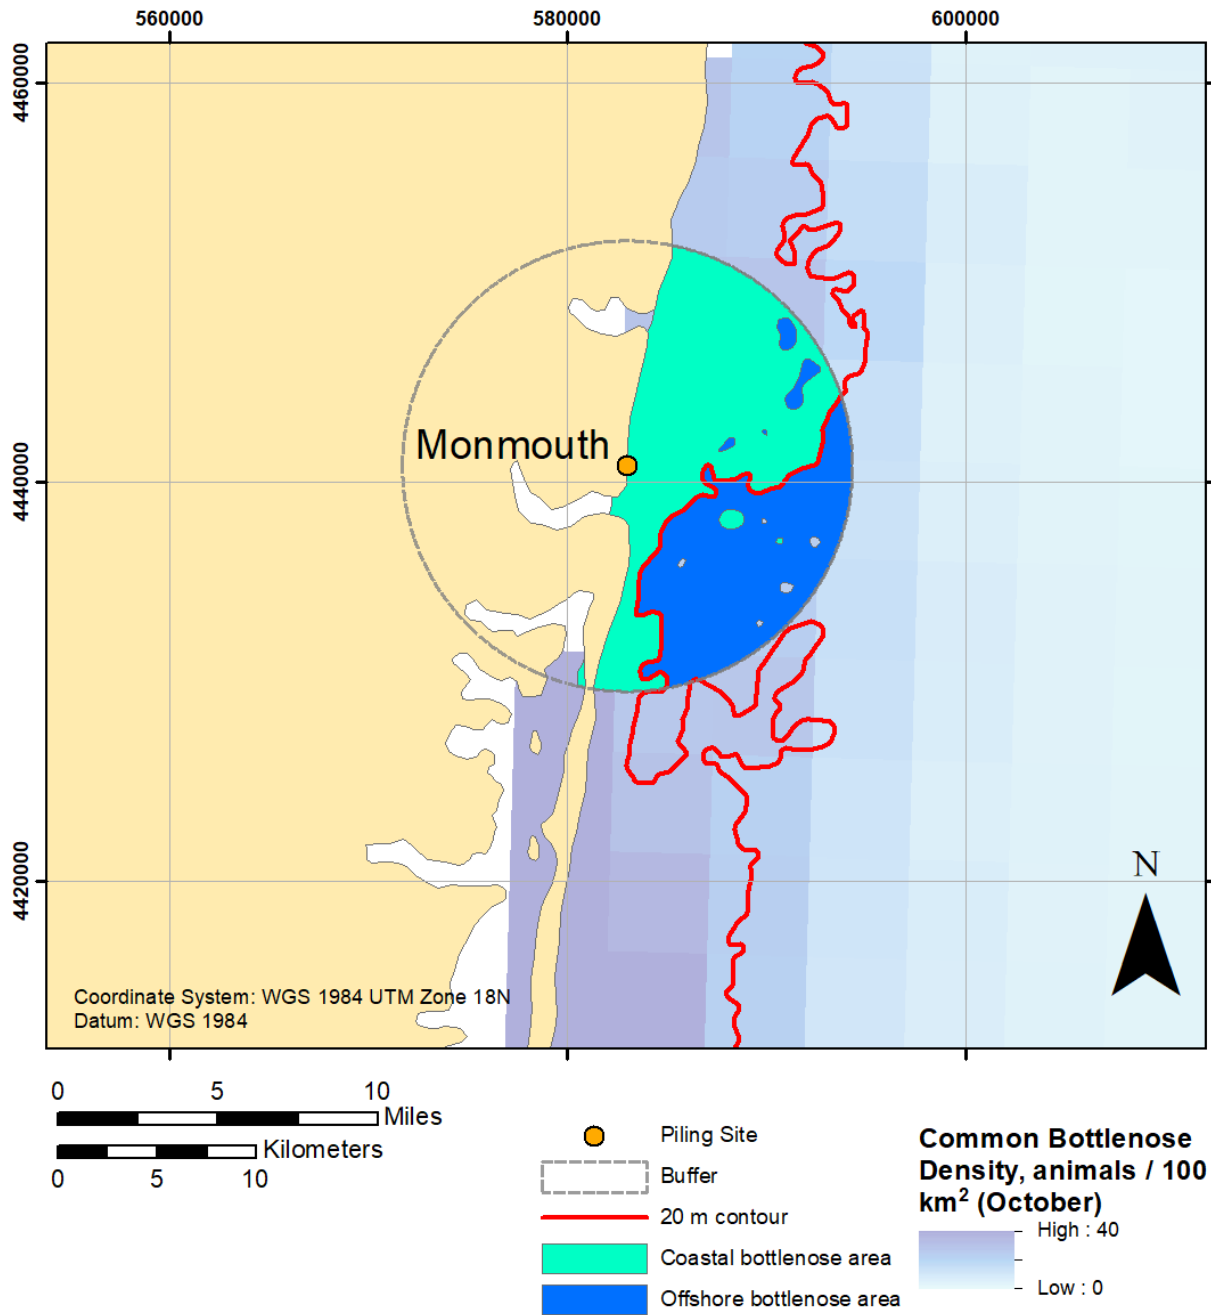 560000 580000 600000
4460000
4440000
4420000
Monmouth
N
Coordinate System: WGS 1984 UTM Zone 18N
Datum: WGS 1984
0 5 10
Miles
Kilometers
0 5 10
Piling Site
Buffer
20 m contour
Coastal bottlenose area
Offshore bottlenose area
Common Bottlenose
Density, animals / 100
km² (October)
High : 40
Low : 0